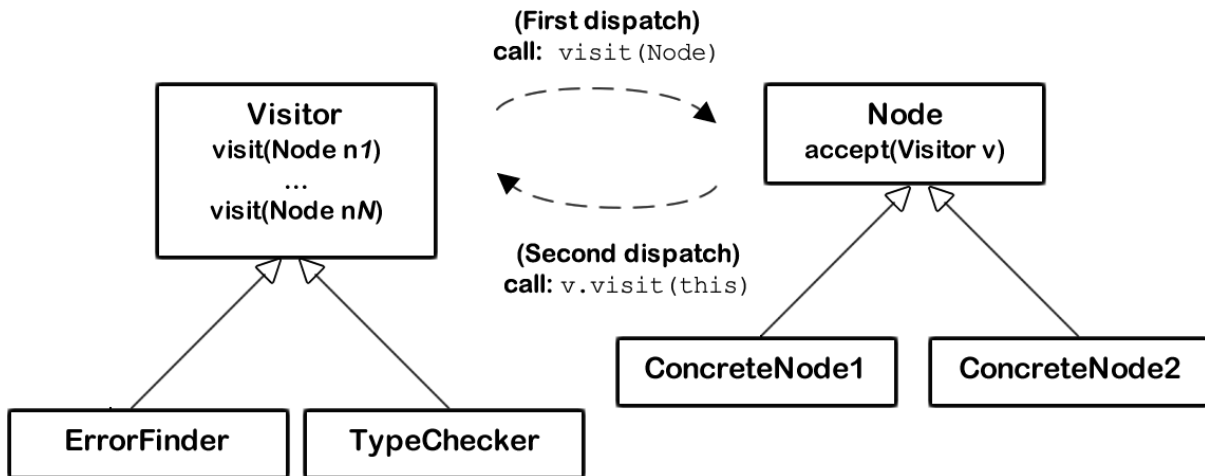 (First dispatch)
call: visit(Node)
Visitor
visit(Node n1)
...
visit(Node nN)
Node
accept(Visitor v)
(Second dispatch)
call: v.visit(this)
ConcreteNode1
ConcreteNode2
ErrorFinder
TypeChecker